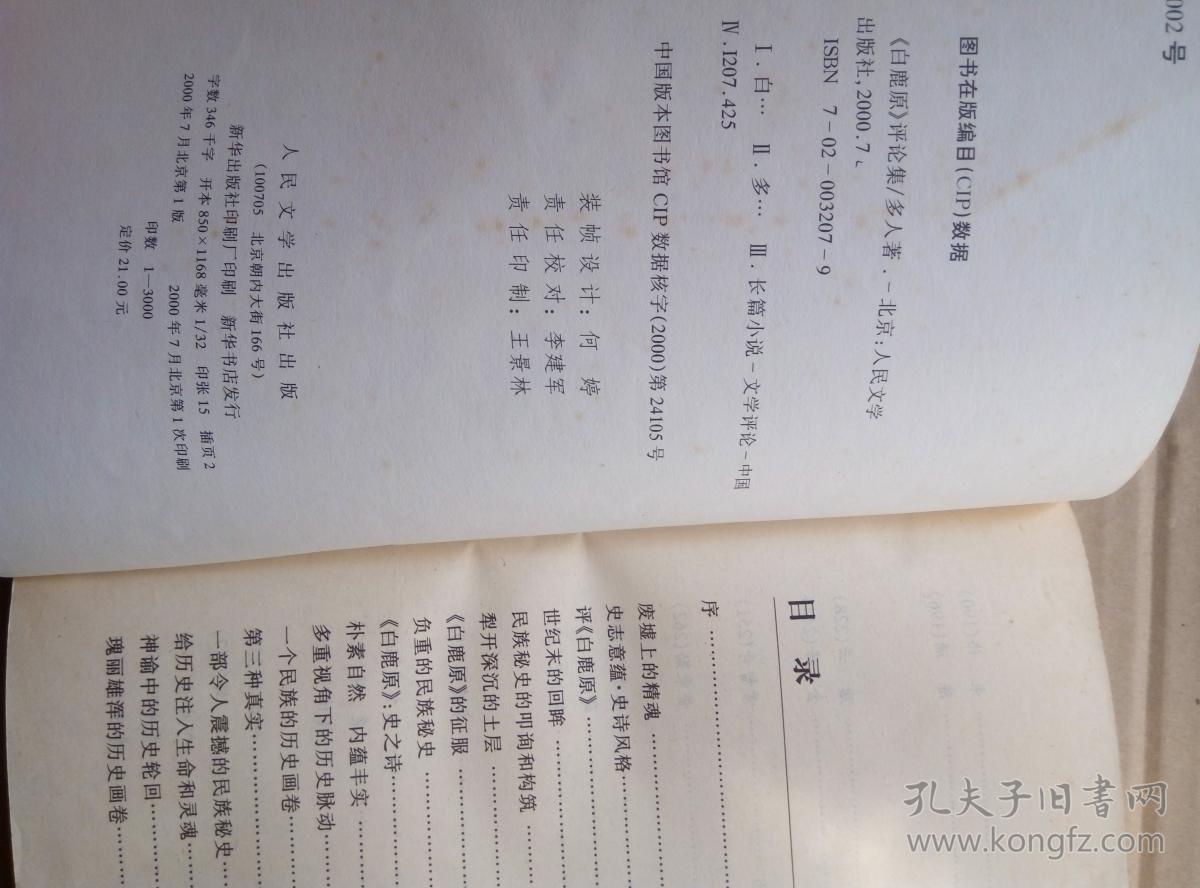 002 号
图书在版编目(CIP)数据
《白鹿原》评论集/多人著.-北京:人民文学
出版社,2000.7
ISBN 7-02-003207-9
Ⅰ.白… Ⅱ.多… Ⅲ.长篇小说-文学评论-中国
Ⅳ.I207.425
中国版本图书馆 CIP 数据核字(2000)第 24105 号
装帧设计:何 婷
责任校对:李建军
责任印制:王景林
人民文学出版社出版
(100705 北京朝内大街 166 号)
新华出版社印刷厂印刷 新华书店发行
字数 346 千字 开本 850×1168 毫米 1/32 印张 15 插页 2
2000 年 7 月北京第 1 版 2000 年 7 月北京第 1 次印刷
印数 1—3000
定价 21.00 元
目 录
序 ……………………
废墟上的精魂 ……………
史志意蕴·史诗风格 …………
评《白鹿原》 ……………
世纪末的回眸 ……………
民族秘史的叩询和构筑 ………
犁开深沉的土层 …………
《白鹿原》的征服 …………
负重的民族秘史 …………
《白鹿原》:史之诗 …………
朴素自然 内蕴丰实 ………
多重视角下的历史脉动 ……
一个民族的历史画卷 ………
第三种真实 ……………
一部令人震撼的民族秘史 ……
给历史注入生命和灵魂 ……
神谕中的历史轮回 ………
瑰丽雄浑的历史画卷 ……
孔夫子旧书网
www.kongfz.com